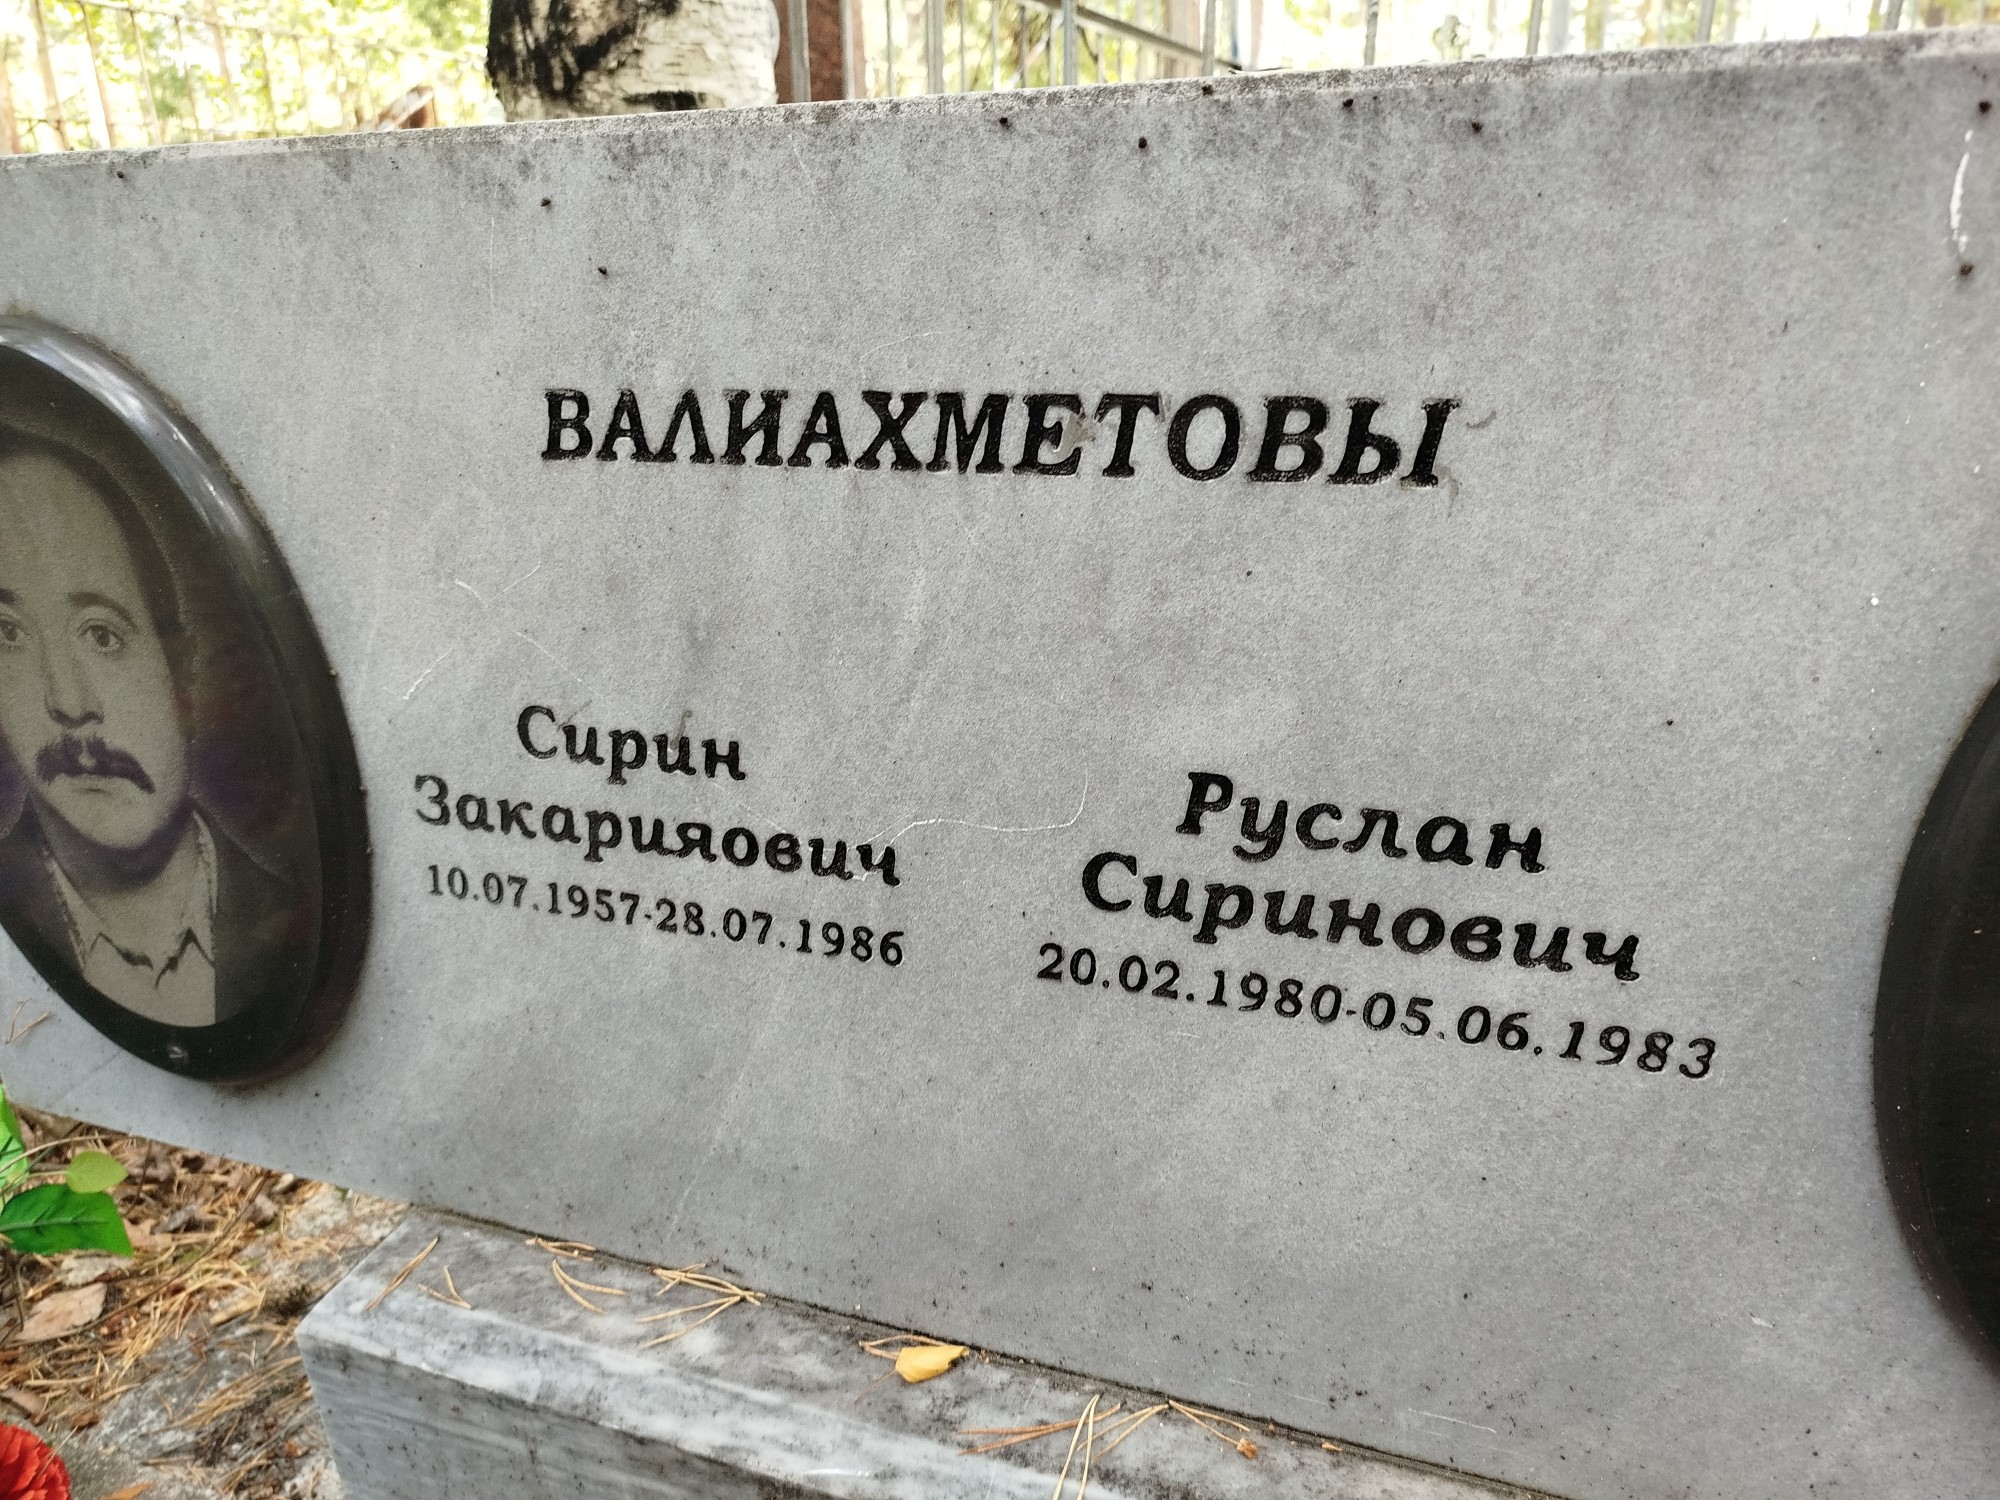 ВАЛИАХМЕТОВЫ
Сирин
Закарияович
10.07.1957-28.07.1986
Руслан
Сиринович
20.02.1980-05.06.1983